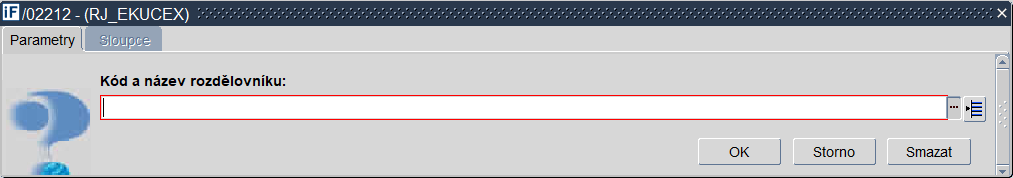 iF/02212 - (RJ_EKUCEX)
Parametry Sloupce
Kód a název rozdělovníku:
...
OK Storno Smazat